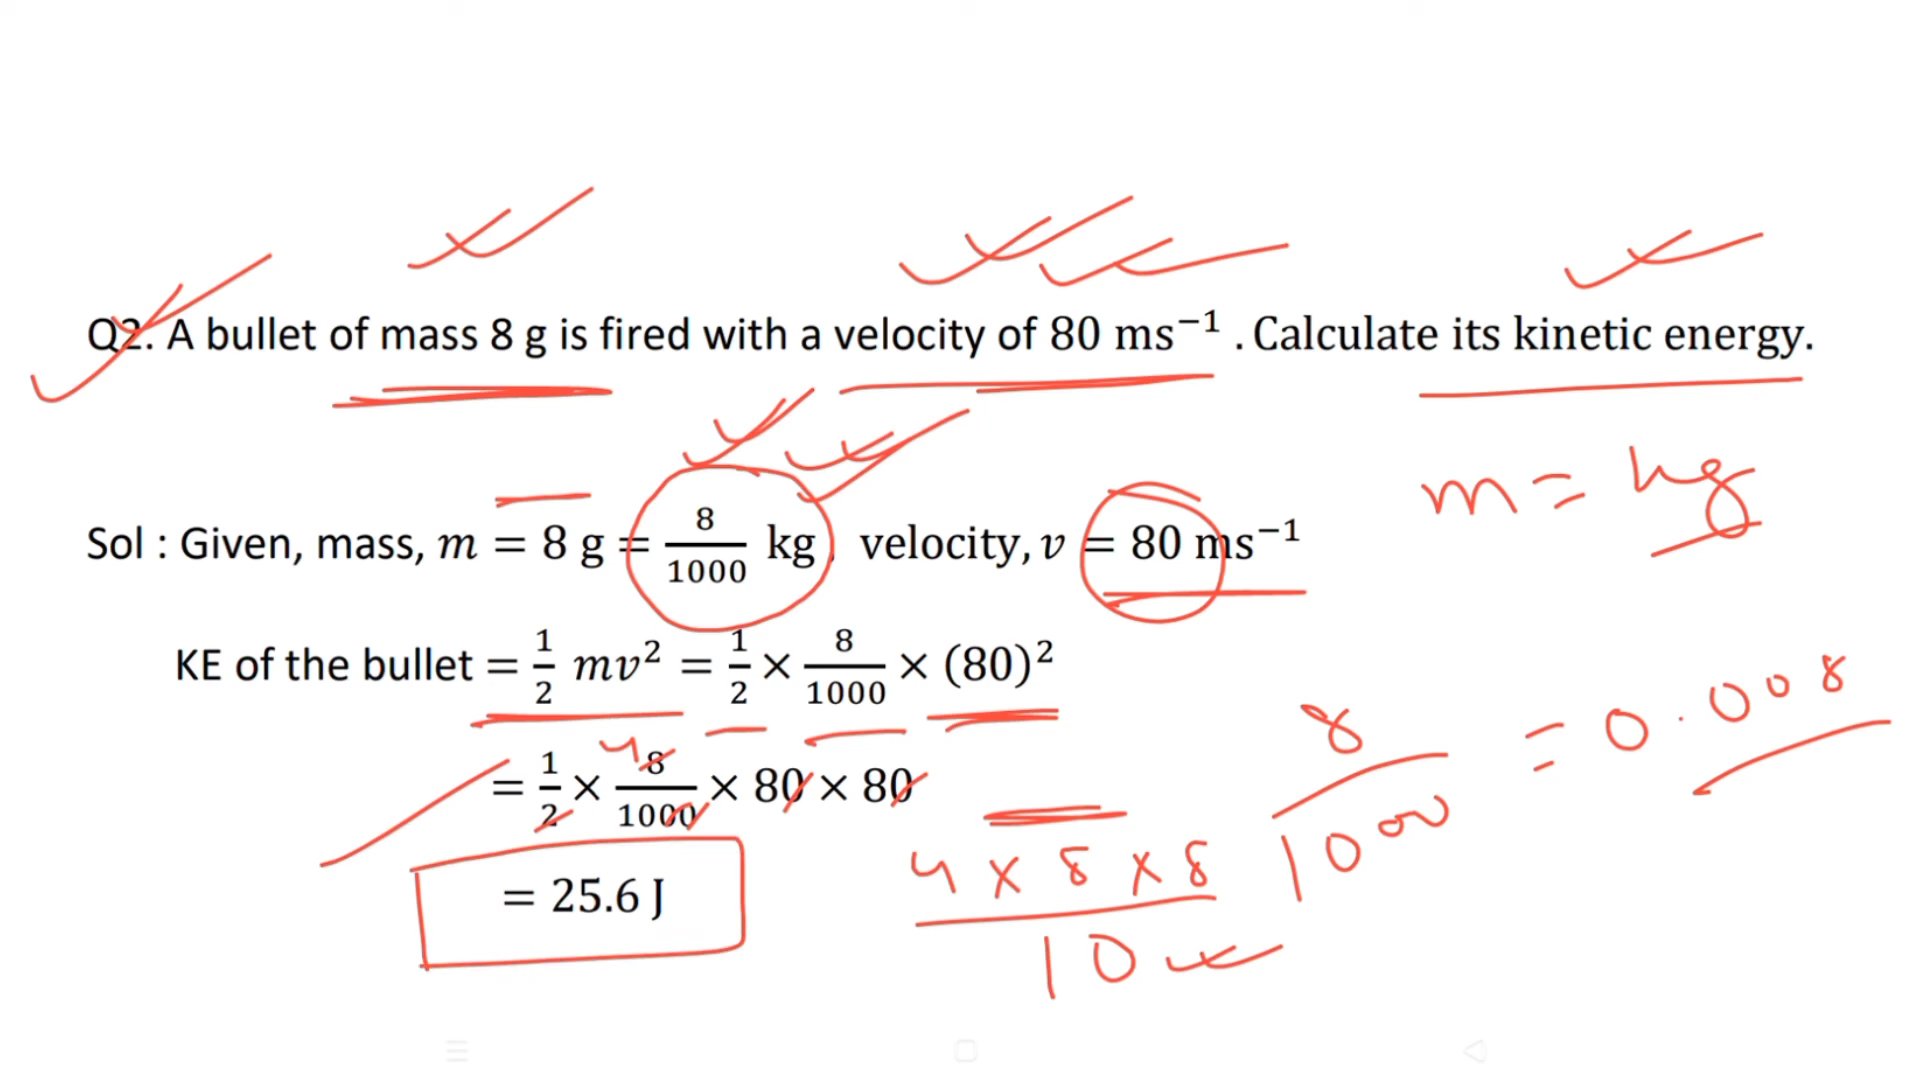 Q2. A bullet of mass 8 g is fired with a velocity of 80 ms⁻¹ . Calculate its kinetic energy.
m = kg
Sol : Given, mass, m = 8 g = 8/1000 kg, velocity, v = 80 ms⁻¹
KE of the bullet = 1/2 mv² = 1/2 × 8/1000 × (80)²
8/1000 = 0.008
4
= 1/2 × 8/1000 × 80 × 80
4 × 8 × 8 / 10
= 25.6 J